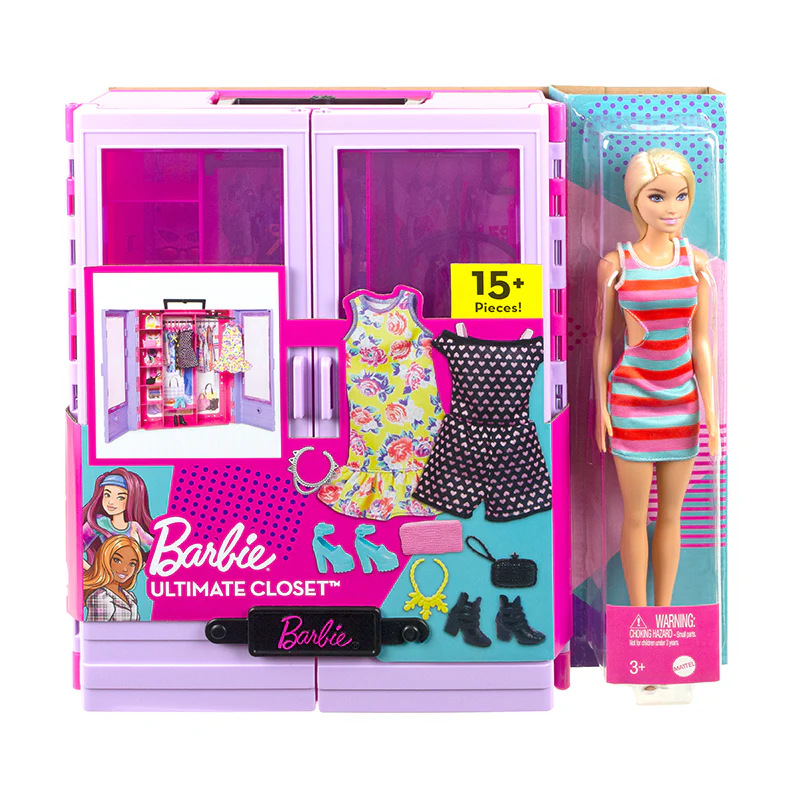 15+
Pieces!
Barbie®
ULTIMATE CLOSET™
Barbie
WARNING:
CHOKING HAZARD – Small parts.
Not for children under 3 years.
3+
MATTEL